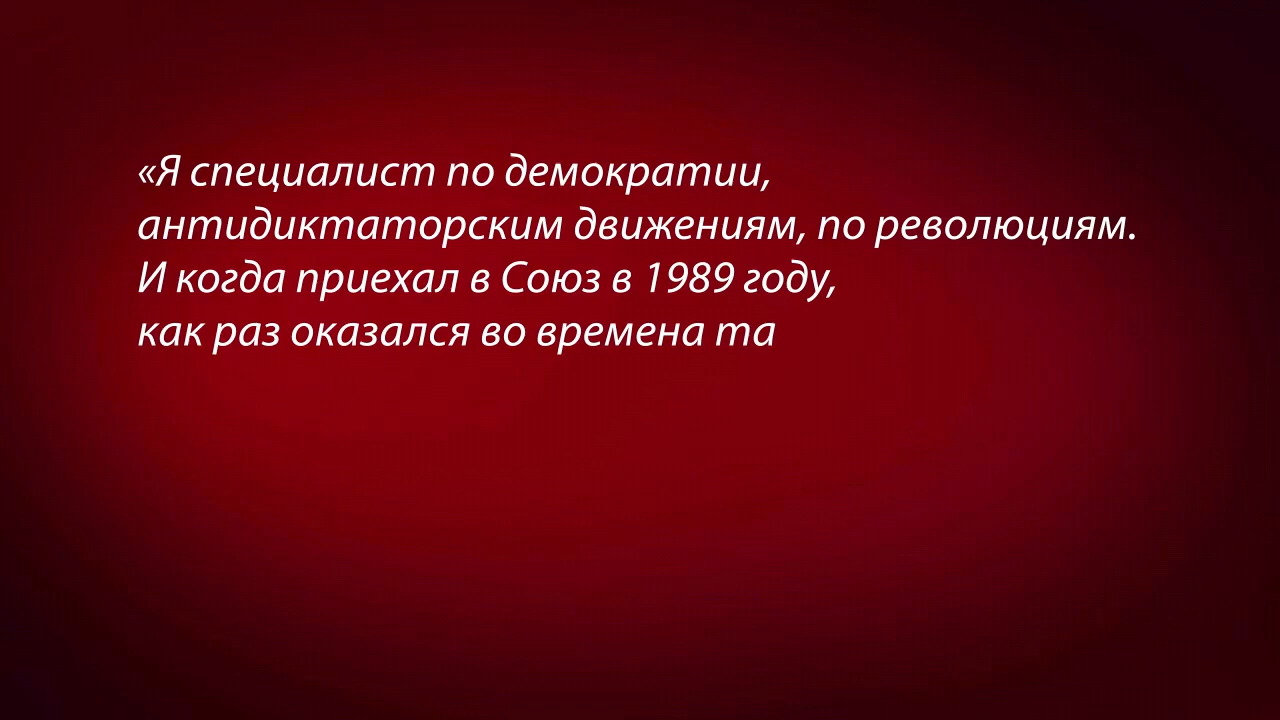 «Я специалист по демократии,
антидиктаторским движениям, по революциям.
И когда приехал в Союз в 1989 году,
как раз оказался во времена та